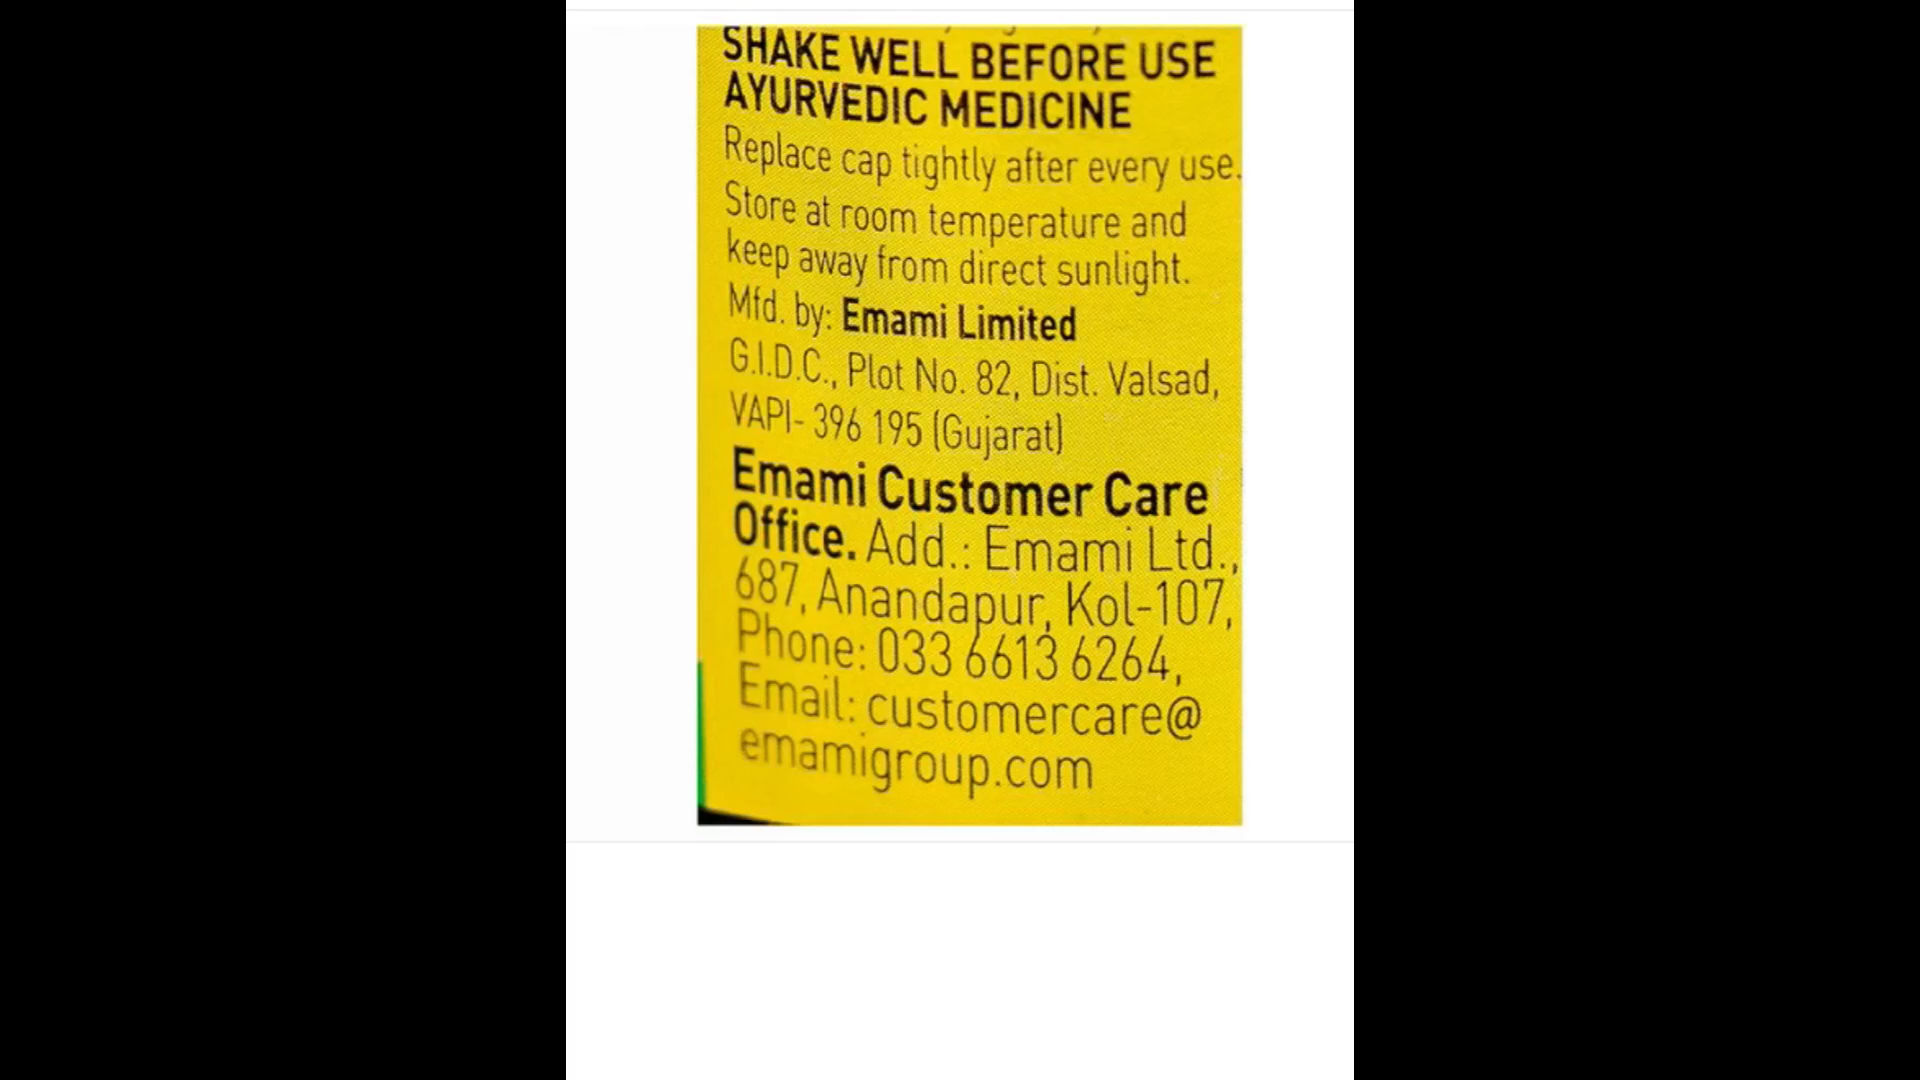 SHAKE WELL BEFORE USE
AYURVEDIC MEDICINE
Replace cap tightly after every use.
Store at room temperature and
keep away from direct sunlight.
Mfd. by: Emami Limited
G.I.D.C., Plot No. 82, Dist. Valsad,
VAPI- 396 195 (Gujarat)
Emami Customer Care
Office. Add.: Emami Ltd.,
687, Anandapur, Kol-107,
Phone: 033 6613 6264,
Email: customercare@
emamigroup.com